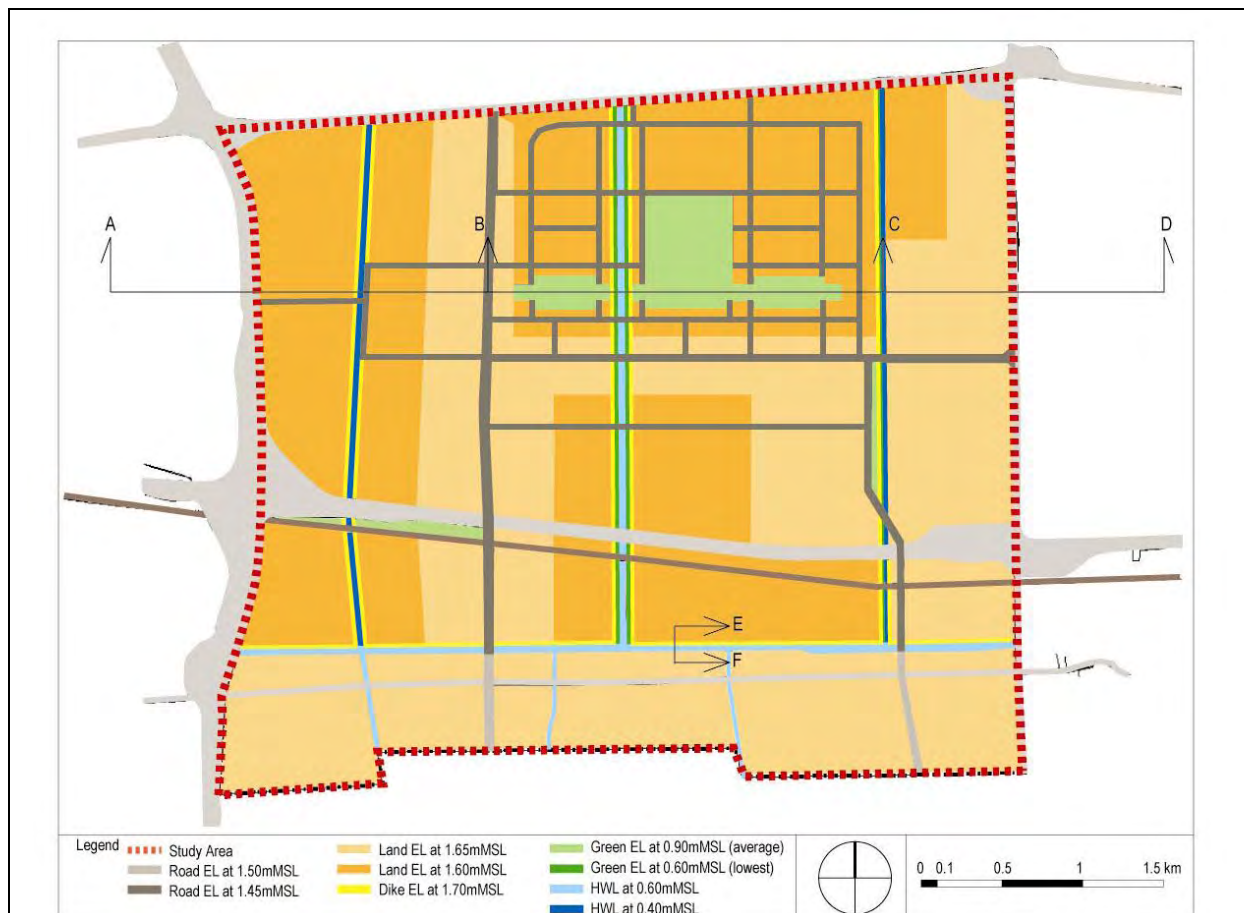 A
B
C
D
E
F
Legend
Study Area
Road EL at 1.50mMSL
Road EL at 1.45mMSL
Land EL at 1.65mMSL
Land EL at 1.60mMSL
Dike EL at 1.70mMSL
Green EL at 0.90MSL (average)
Green EL at 0.60MSL (lowest)
HWL at 0.60mMSL
HWL at 0.40mMSL
0 0.1 0.5 1 1.5 km